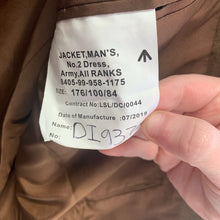 JACKET,MAN'S,
No.2 Dress,
Army,All RANKS
8405-99-958-1175
SIZE: 176/100/84
Contract No:LSL/DC/0044
Date of Manufacture :07/2019
Name:
No: